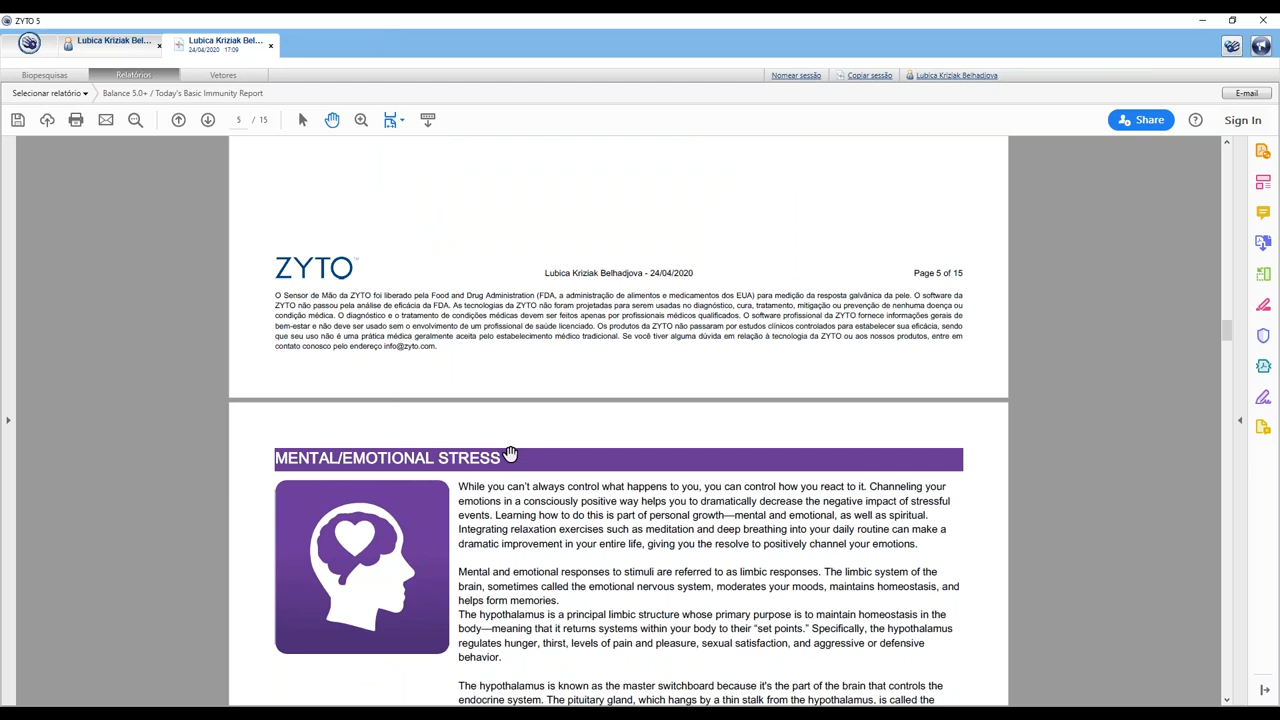 ZYTO 5
Lubica Kriziak Bel...
Lubica Kriziak Bel...
24/04/2020 17:09
Biopesquisas
Relatórios
Vetores
Nomear sessão
Copiar sessão
Lubica Kriziak Belhadjova
Selecionar relatório
Balance 5.0+ / Today's Basic Immunity Report
E-mail
5 / 15
Share
Sign In
ZYTO
Lubica Kriziak Belhadjova - 24/04/2020
Page 5 of 15
O Sensor de Mão da ZYTO foi liberado pela Food and Drug Administration (FDA, a administração de alimentos e medicamentos dos EUA) para medição da resposta galvânica da pele. O software da
ZYTO não passou pela análise de eficácia da FDA. As tecnologias da ZYTO não foram projetadas para serem usadas no diagnóstico, cura, tratamento, mitigação ou prevenção de nenhuma doença ou
condição médica. O diagnóstico e o tratamento de condições médicas devem ser feitos apenas por profissionais médicos qualificados. O software profissional da ZYTO fornece informações gerais de
bem-estar e não deve ser usado sem o envolvimento de um profissional de saúde licenciado. Os produtos da ZYTO não passaram por estudos clínicos controlados para estabelecer sua eficácia, sendo
que seu uso não é uma prática médica geralmente aceita pelo estabelecimento médico tradicional. Se você tiver alguma dúvida em relação à tecnologia da ZYTO ou aos nossos produtos, entre em
contato conosco pelo endereço info@zyto.com.
MENTAL/EMOTIONAL STRESS
While you can't always control what happens to you, you can control how you react to it. Channeling your
emotions in a consciously positive way helps you to dramatically decrease the negative impact of stressful
events. Learning how to do this is part of personal growth—mental and emotional, as well as spiritual.
Integrating relaxation exercises such as meditation and deep breathing into your daily routine can make a
dramatic improvement in your entire life, giving you the resolve to positively channel your emotions.
Mental and emotional responses to stimuli are referred to as limbic responses. The limbic system of the
brain, sometimes called the emotional nervous system, moderates your moods, maintains homeostasis, and
helps form memories.
The hypothalamus is a principal limbic structure whose primary purpose is to maintain homeostasis in the
body—meaning that it returns systems within your body to their “set points.” Specifically, the hypothalamus
regulates hunger, thirst, levels of pain and pleasure, sexual satisfaction, and aggressive or defensive
behavior.
The hypothalamus is known as the master switchboard because it's the part of the brain that controls the
endocrine system. The pituitary gland, which hangs by a thin stalk from the hypothalamus, is called the